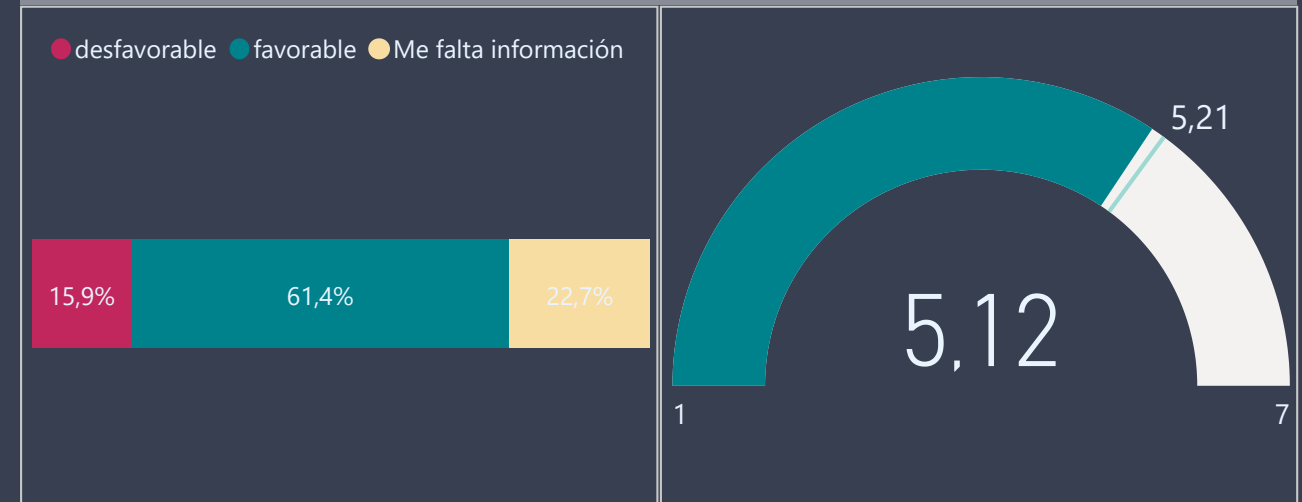 desfavorable favorable Me falta información
15,9% 61,4% 22,7%
5,21
5,12
1 7